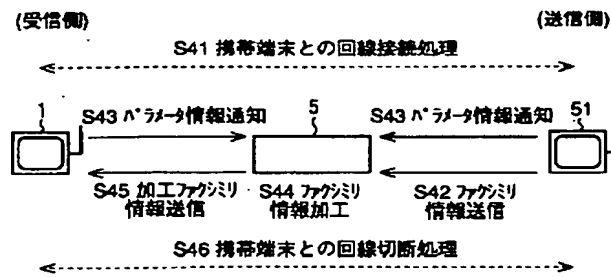 (受信側)
(送信側)
S41 携帯端末との回線接続処理
1
S43 パラメータ情報通知
5
S43 パラメータ情報通知
51
S45 加工ファクシミリ
情報送信
S44 ファクシミリ
情報加工
S42 ファクシミリ
情報送信
S46 携帯端末との回線切断処理